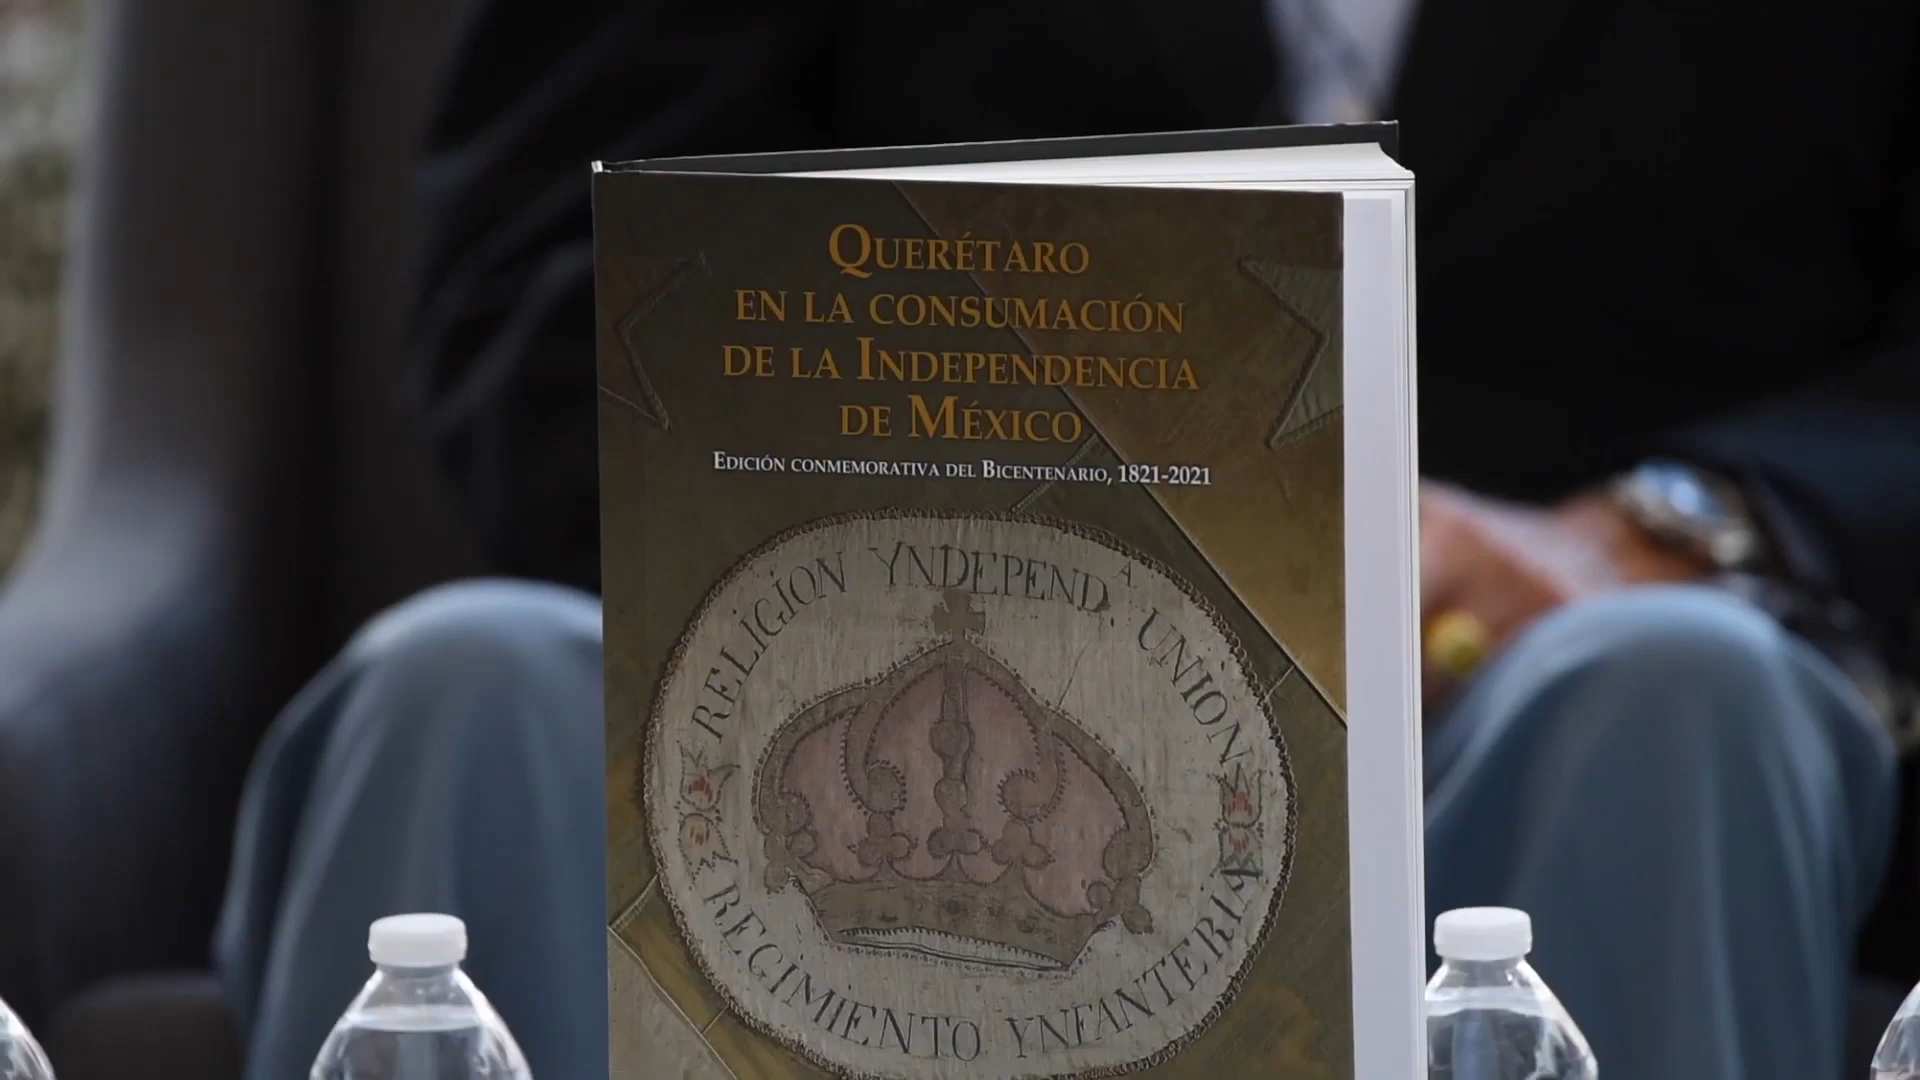 QUERÉTARO
EN LA CONSUMACIÓN
DE LA INDEPENDENCIA
DE MÉXICO
EDICIÓN CONMEMORATIVA DEL BICENTENARIO, 1821-2021
RELIGION YNDEPEND.A UNION
REGIMIENTO YNFANTERIA